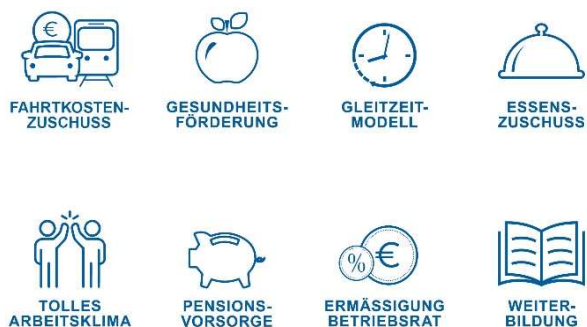 €
FAHRTKOSTEN-
ZUSCHUSS
GESUNDHEITS-
FÖRDERUNG
GLEITZEIT-
MODELL
ESSENS-
ZUSCHUSS
TOLLES
ARBEITSKLIMA
PENSIONS-
VORSORGE
% €
ERMÄSSIGUNG
BETRIEBSRAT
WEITER-
BILDUNG